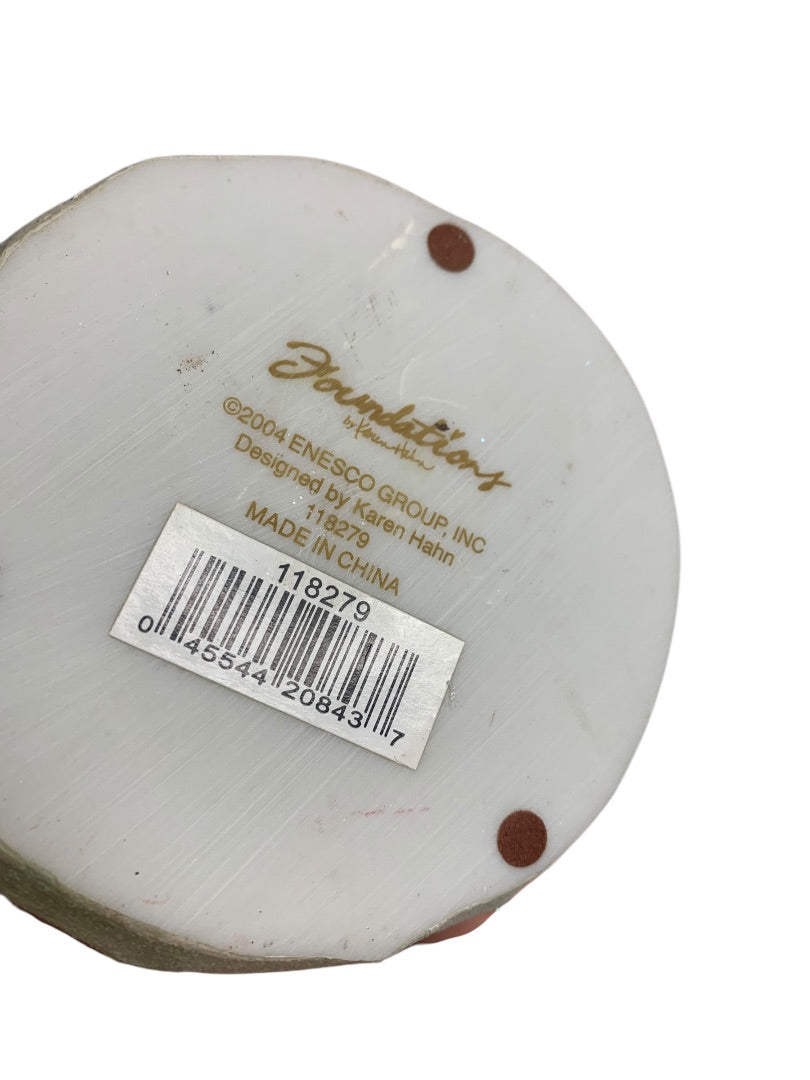 Foundations
by Karen Hahn
©2004 ENESCO GROUP, INC
Designed by Karen Hahn
118279
MADE IN CHINA
118279
0 45544 20843 7